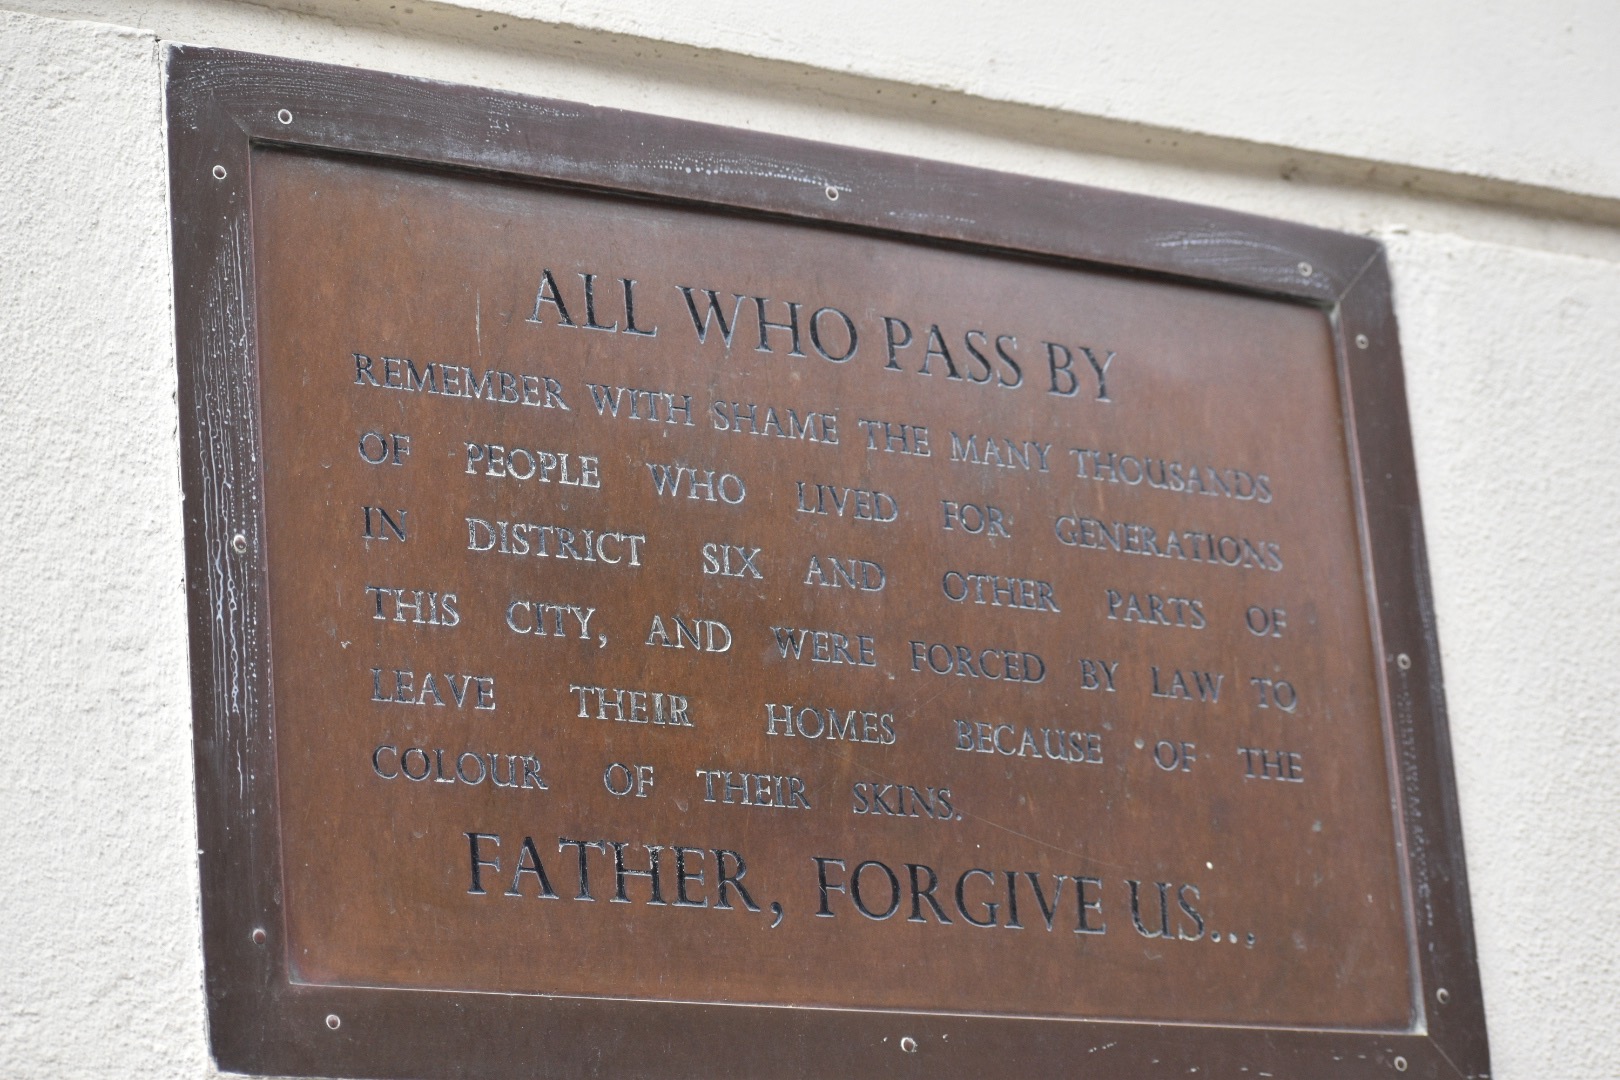 ALL WHO PASS BY
REMEMBER WITH SHAME THE MANY THOUSANDS
OF PEOPLE WHO LIVED FOR GENERATIONS
IN DISTRICT SIX AND OTHER PARTS OF
THIS CITY, AND WERE FORCED BY LAW TO
LEAVE THEIR HOMES BECAUSE OF THE
COLOUR OF THEIR SKINS.
FATHER, FORGIVE US...